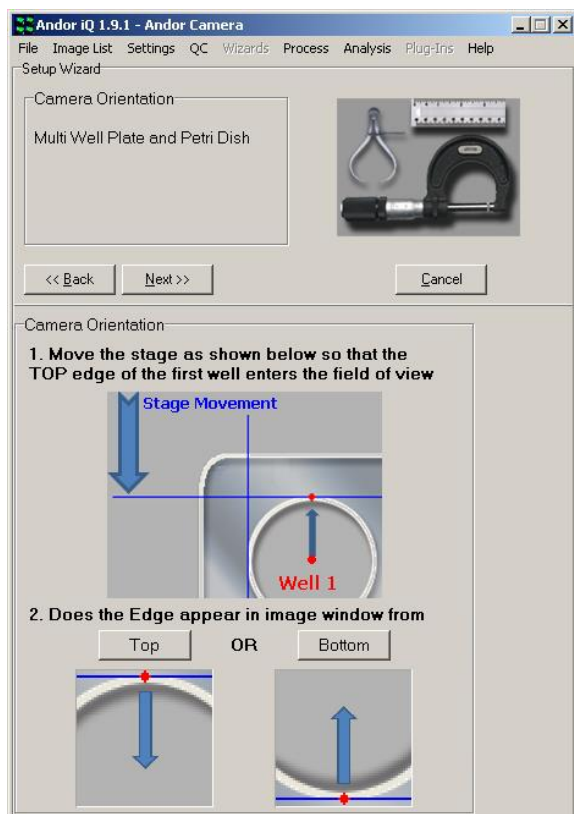 Andor iQ 1.9.1 - Andor Camera
File Image List Settings QC Wizards Process Analysis Plug-Ins Help
Setup Wizard
Camera Orientation
Multi Well Plate and Petri Dish
<< Back Next >> Cancel
Camera Orientation
1. Move the stage as shown below so that the
TOP edge of the first well enters the field of view
Stage Movement
Well 1
2. Does the Edge appear in image window from
Top OR Bottom